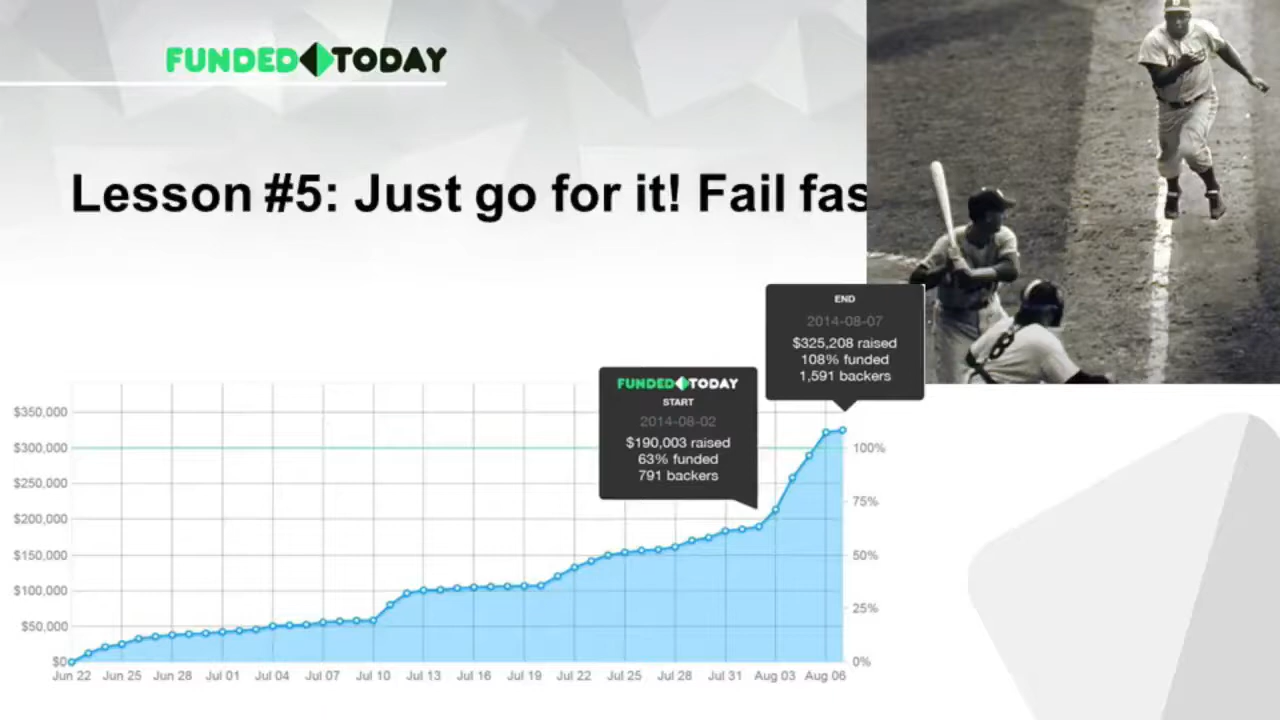 FUNDED TODAY
Lesson #5: Just go for it! Fail fas
END
2014-08-07
$325,208 raised
108% funded
1,591 backers
FUNDED TODAY
START
2014-08-02
$190,003 raised
63% funded
791 backers
$350,000
$300,000
$250,000
$200,000
$150,000
$100,000
$50,000
$0
100%
75%
50%
25%
0%
Jun 22 Jun 25 Jun 28 Jul 01 Jul 04 Jul 07 Jul 10 Jul 13 Jul 16 Jul 19 Jul 22 Jul 25 Jul 28 Jul 31 Aug 03 Aug 06
8